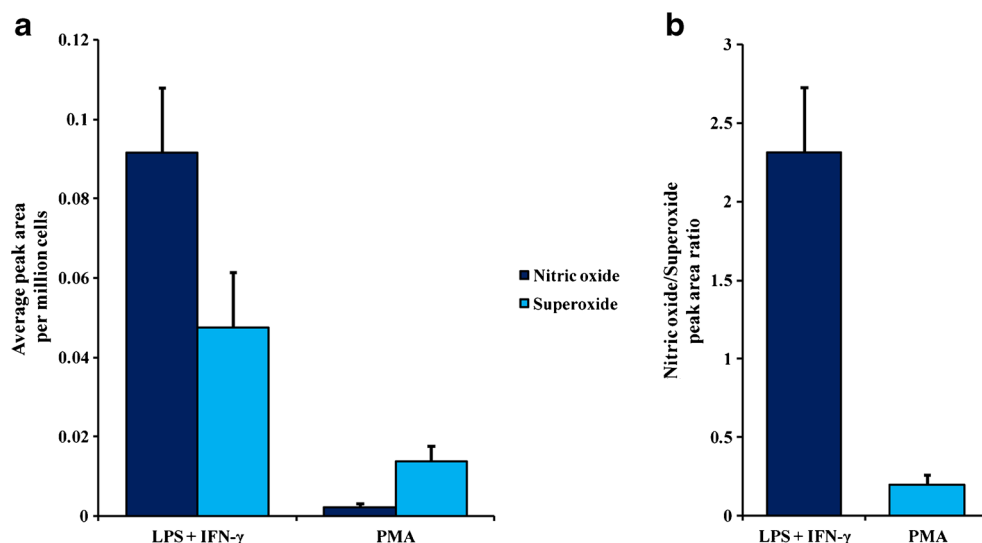 a
0.12
0.1
0.08
0.06
0.04
0.02
0
Average peak area
per million cells
LPS + IFN-γ
PMA
Nitric oxide
Superoxide
b
3
2.5
2
1.5
1
0.5
0
Nitric oxide/Superoxide
peak area ratio
LPS + IFN-γ
PMA